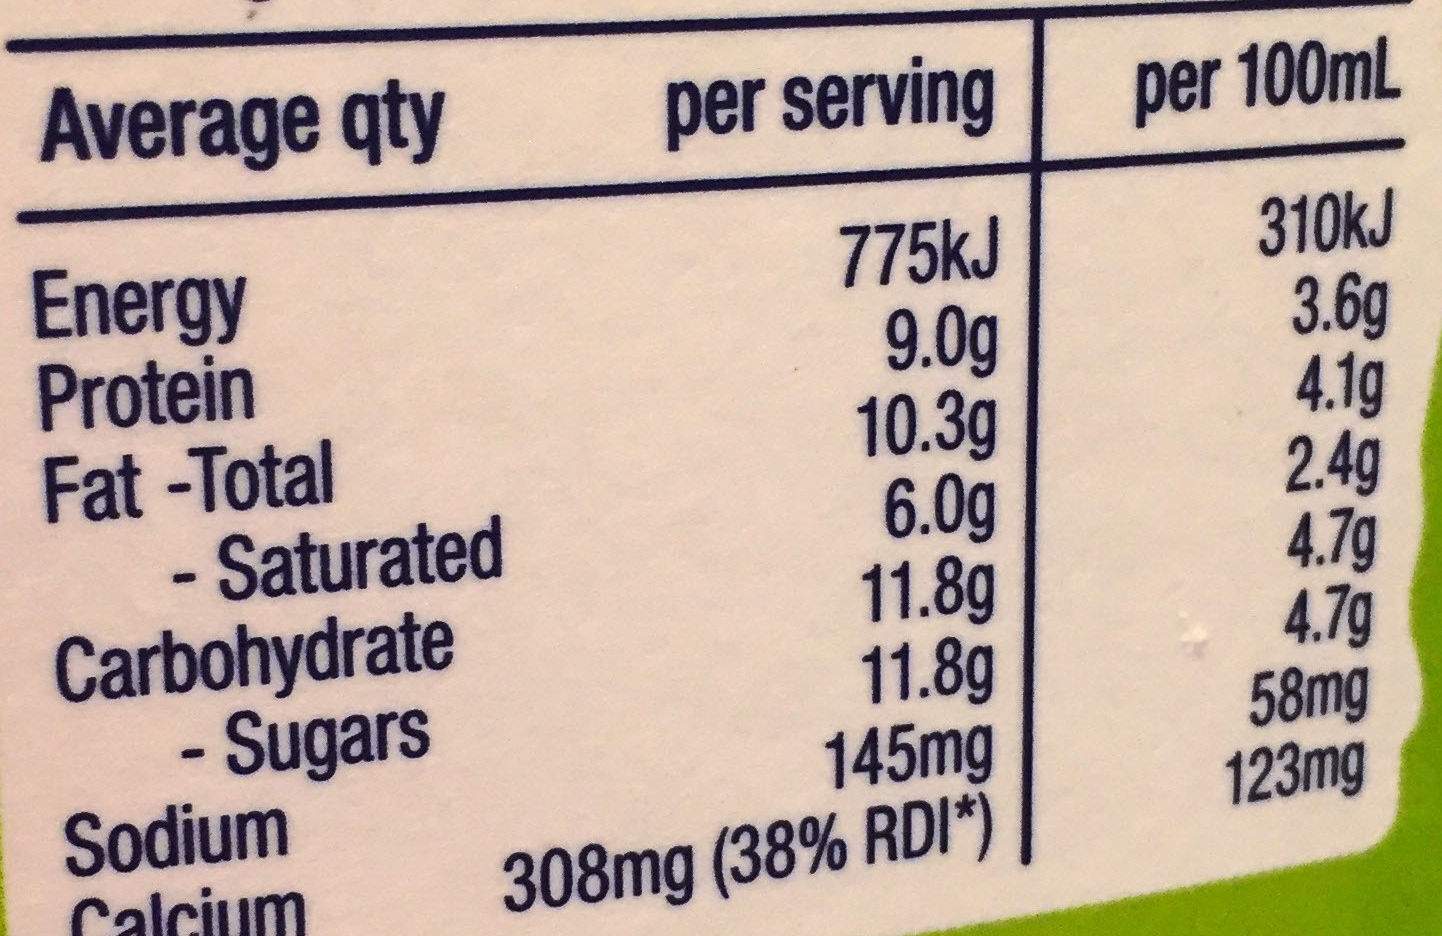 Average qty per serving per 100mL
Energy 775kJ 310kJ
Protein 9.0g 3.6g
Fat -Total 10.3g 4.1g
- Saturated 6.0g 2.4g
Carbohydrate 11.8g 4.7g
- Sugars 11.8g 4.7g
Sodium 145mg 58mg
Calcium 308mg (38% RDI*) 123mg